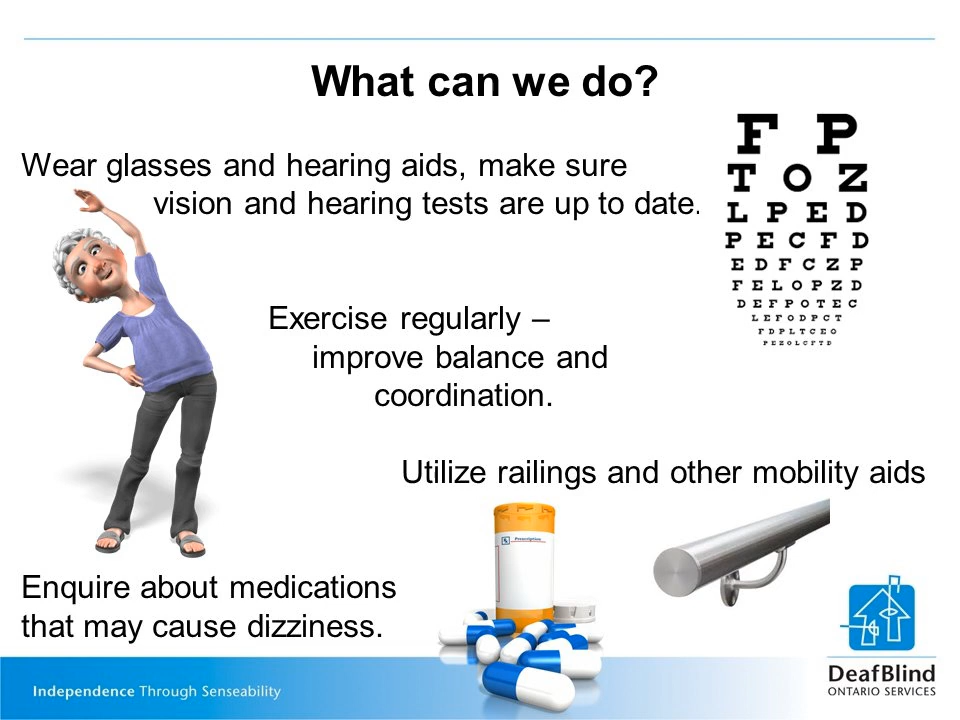 What can we do?
Wear glasses and hearing aids, make sure
vision and hearing tests are up to date.
F P
T O Z
L P E D
P E C F D
E D F C Z P
F E L O P Z D
D E F P O T E C
L E F O D P C T
F D P L T C E O
P E Z O L C F T D
Exercise regularly –
improve balance and
coordination.
Utilize railings and other mobility aids
Prescription
Enquire about medications
that may cause dizziness.
Independence Through Senseability
DeafBlind
ONTARIO SERVICES